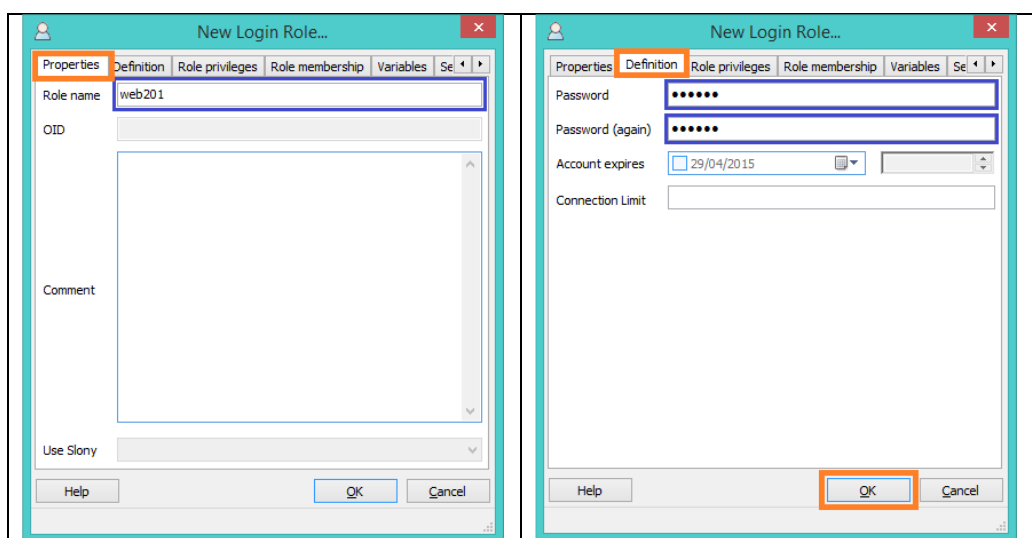 New Login Role...
Properties Definition Role privileges Role membership Variables Se
Role name web201
OID
Comment
Use Slony
Help OK Cancel
New Login Role...
Properties Definition Role privileges Role membership Variables Se
Password ••••••
Password (again) ••••••
Account expires 29/04/2015
Connection Limit
Help OK Cancel